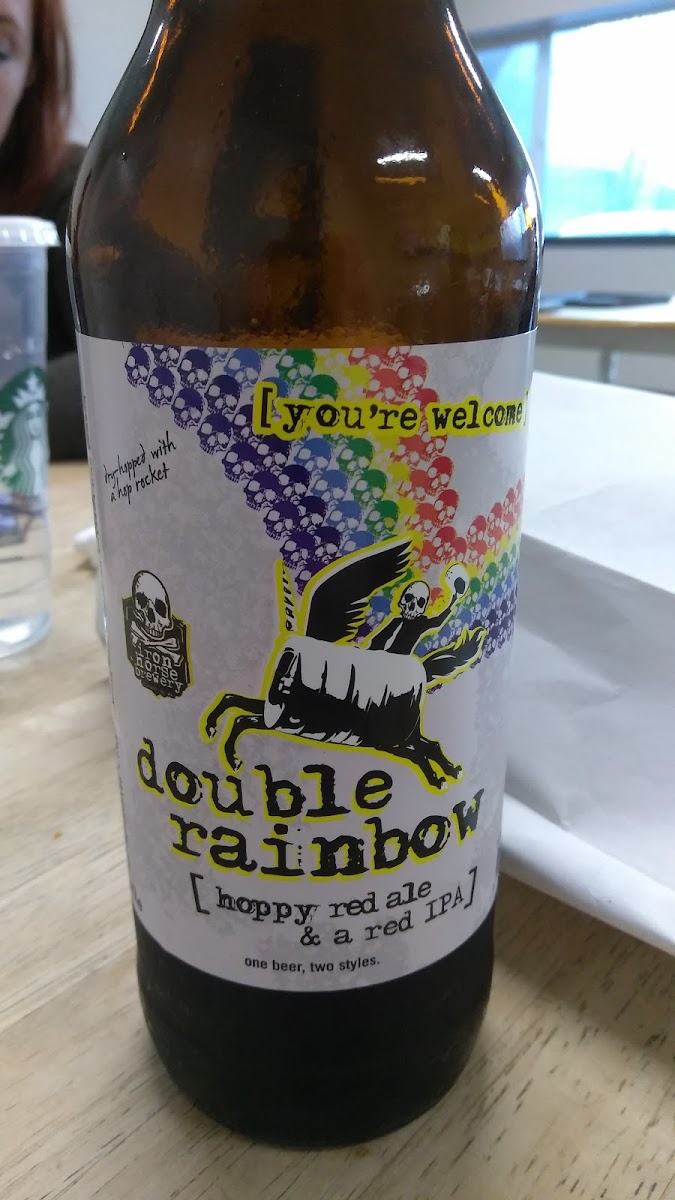 [you're welcome]
dry-hopped with
a hop rocket
iron
horse
brewery
double
rainbow
[hoppy red ale
& a red IPA]
one beer, two styles.